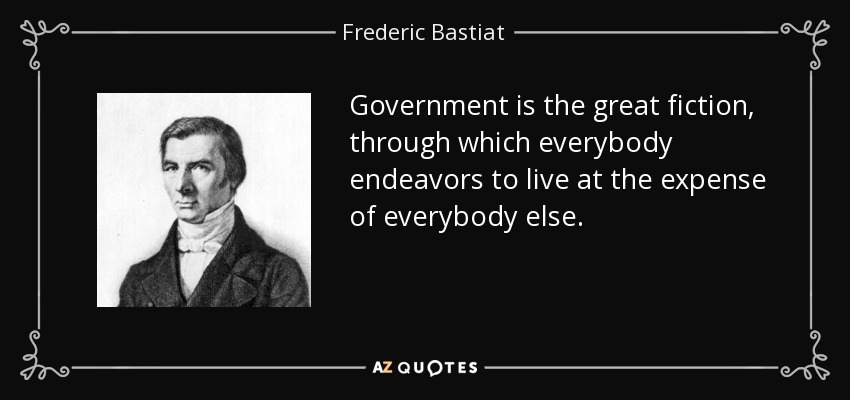 Frederic Bastiat
Government is the great fiction,
through which everybody
endeavors to live at the expense
of everybody else.
AZ QUOTES